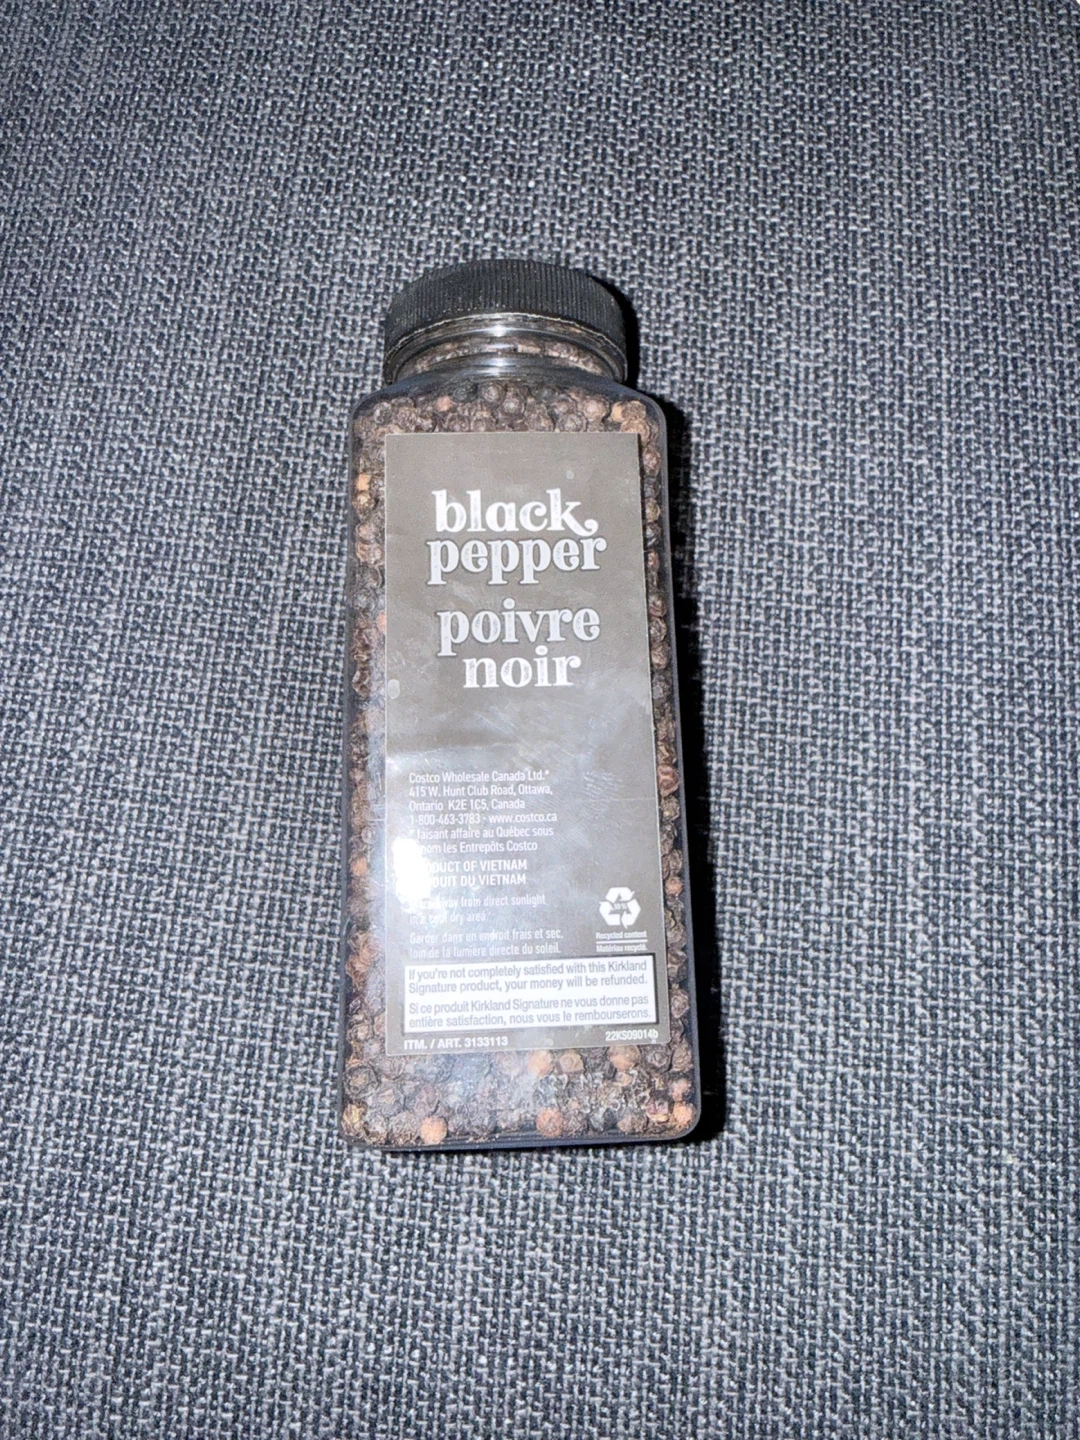 black
pepper
poivre
noir
Costco Wholesale Canada Ltd.*
415 W. Hunt Club Road, Ottawa,
Ontario K2E 1C5, Canada
1-800-463-3783 • www.costco.ca
faisant affaire au Québec sous
nom les Entrepôts Costco
OF VIETNAM
DU VIETNAM
from direct sunlight
dry area.
Garder dans en endroit frais et sec,
loin de la lumière directe du soleil.
Recycled content
Matériau recyclé.
If you're not completely satisfied with this Kirkland
Signature product, your money will be refunded.
Si ce produit Kirkland Signature ne vous donne pas
entière satisfaction, nous vous le rembourserons.
ITM. / ART. 3133113
22KS09014b